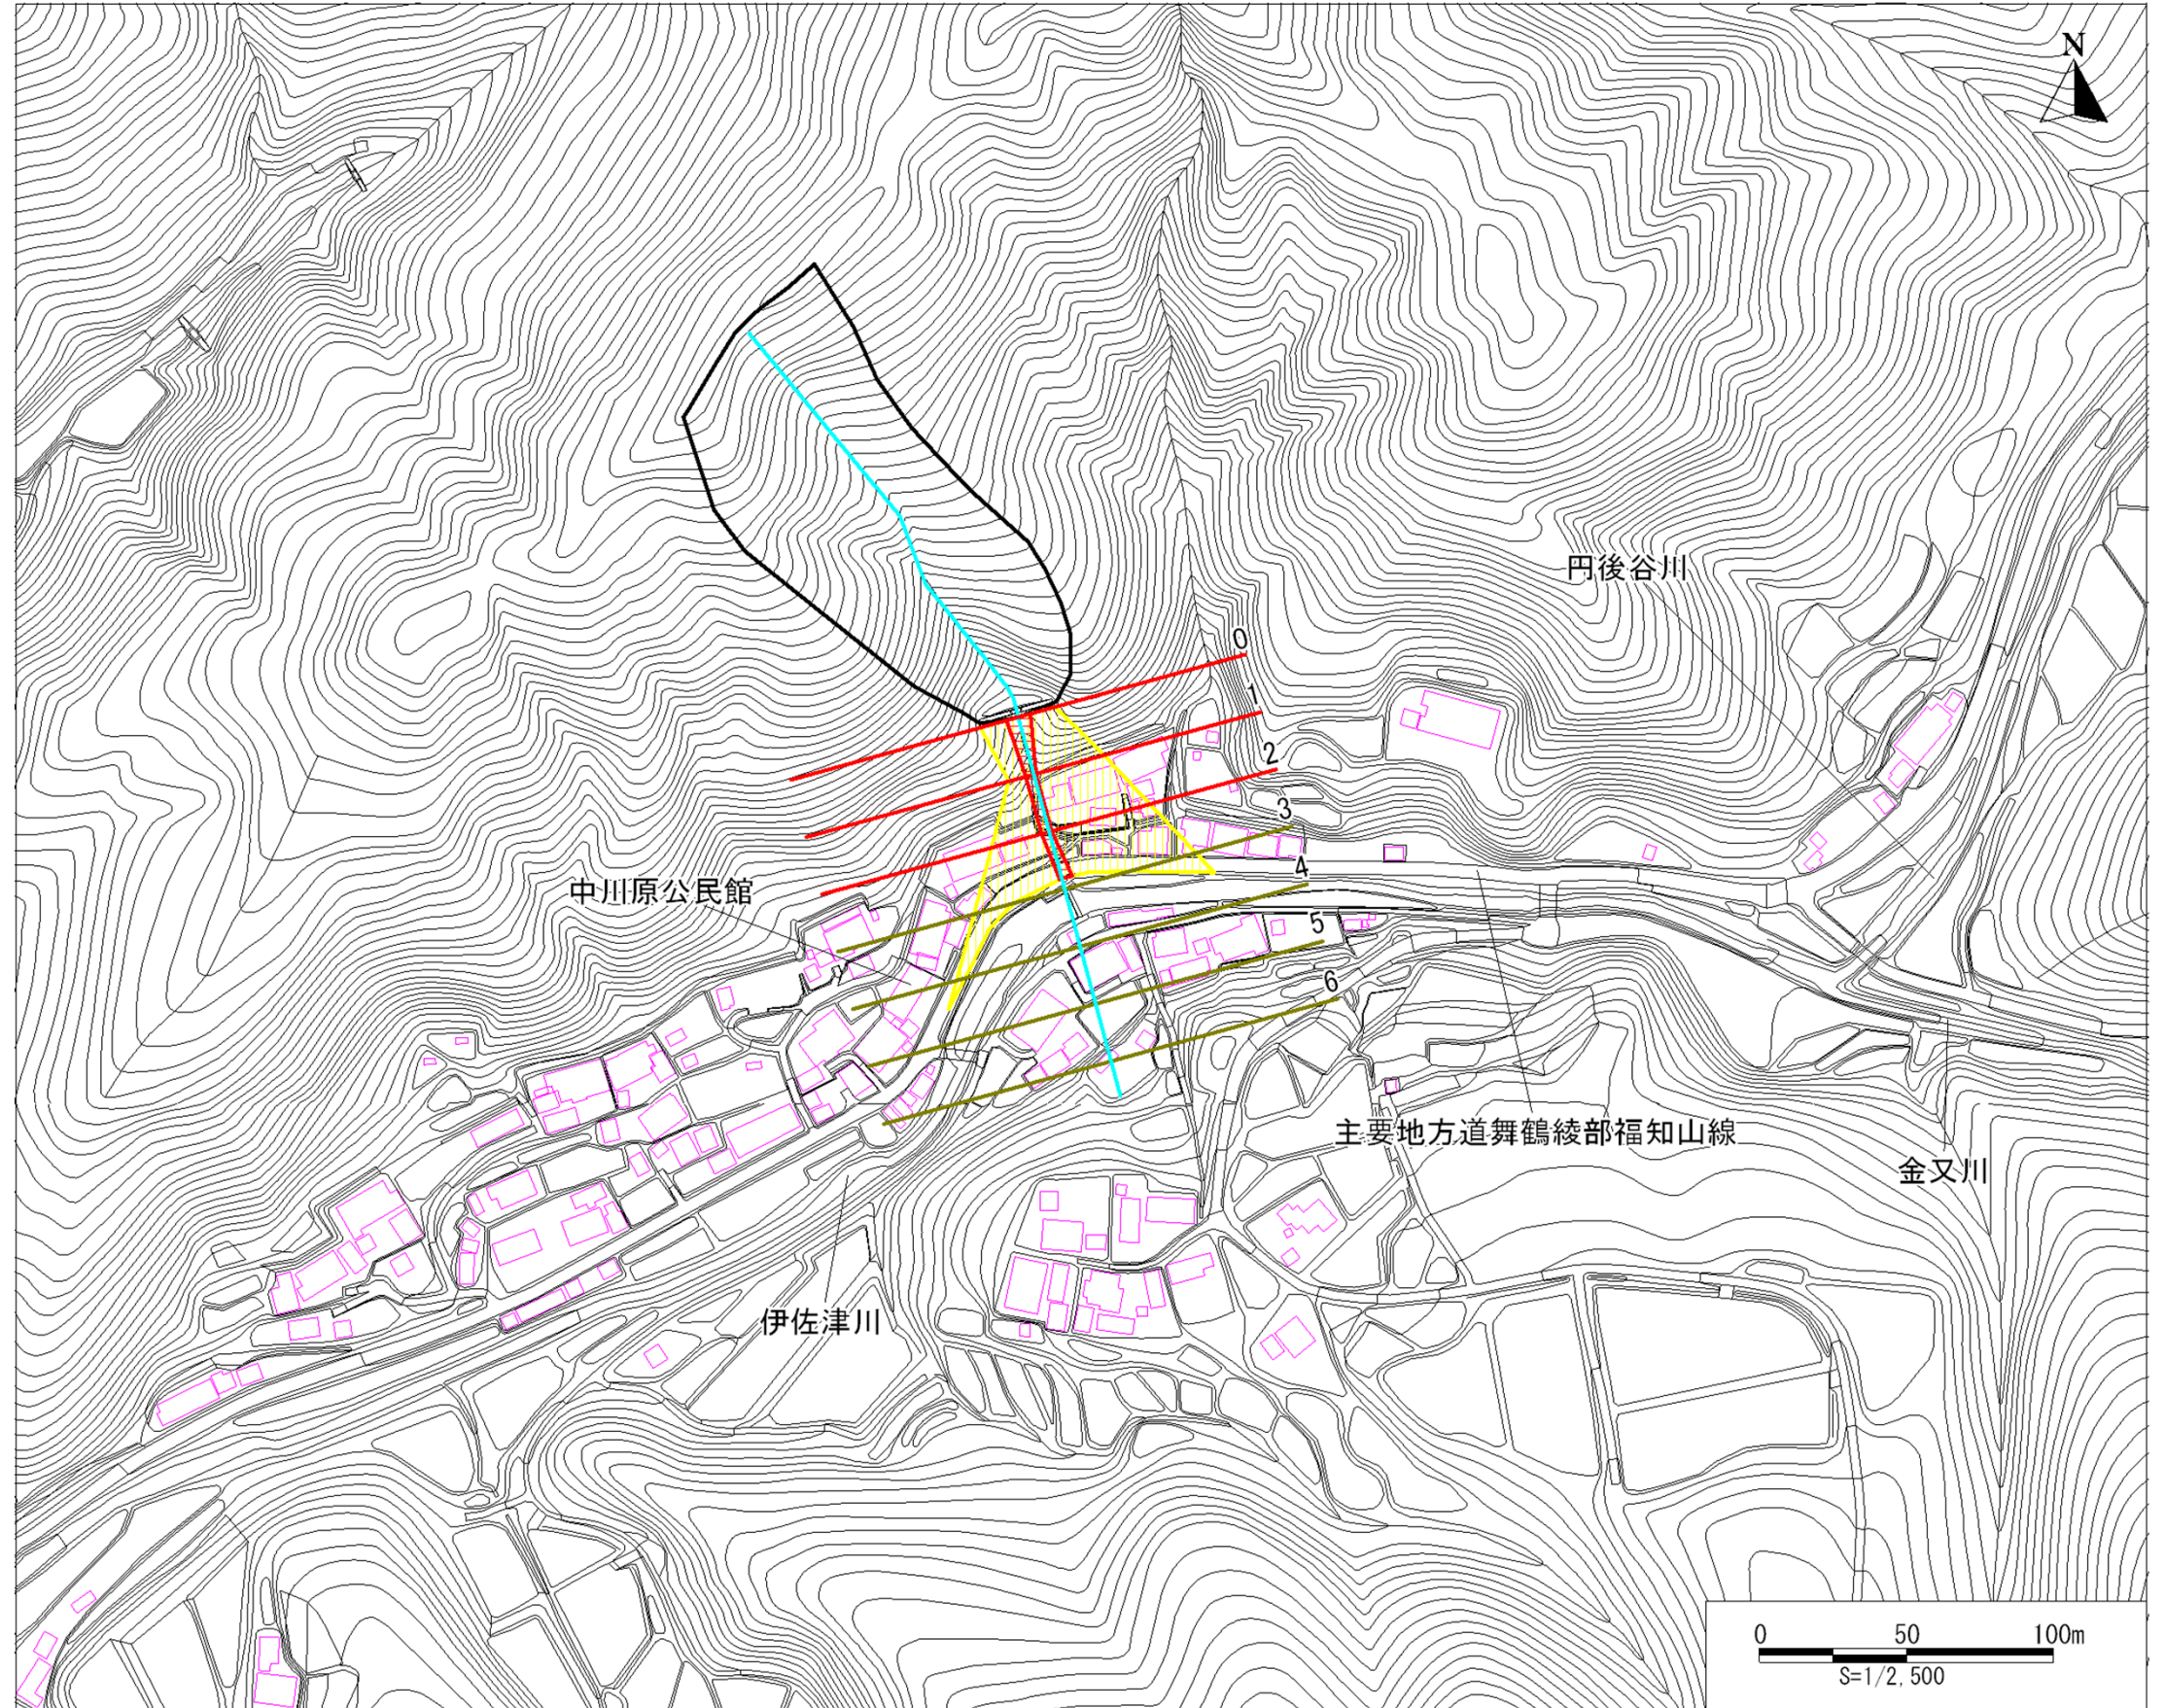 N
円後谷川
0
1
2
3
4
中川原公民館
5
6
主要地方道舞鶴綾部福知山線
金又川
伊佐津川
0 50 100m
S=1/2,500